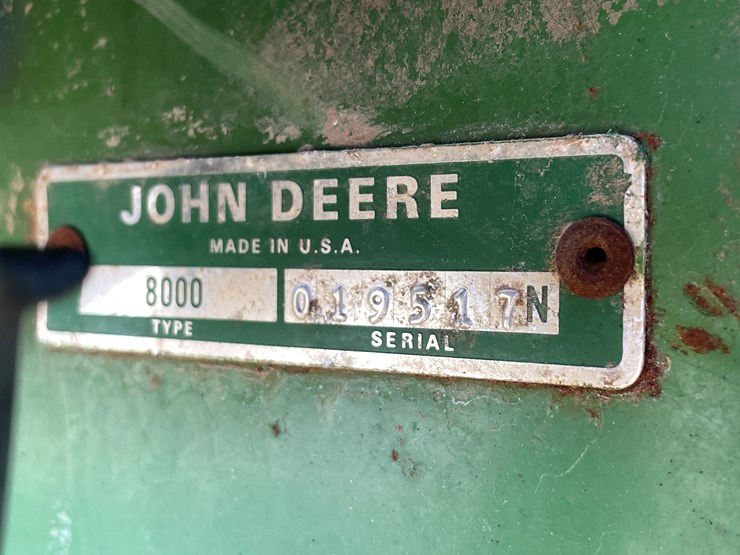 JOHN DEERE
MADE IN U.S.A.
8000 019517N
TYPE SERIAL